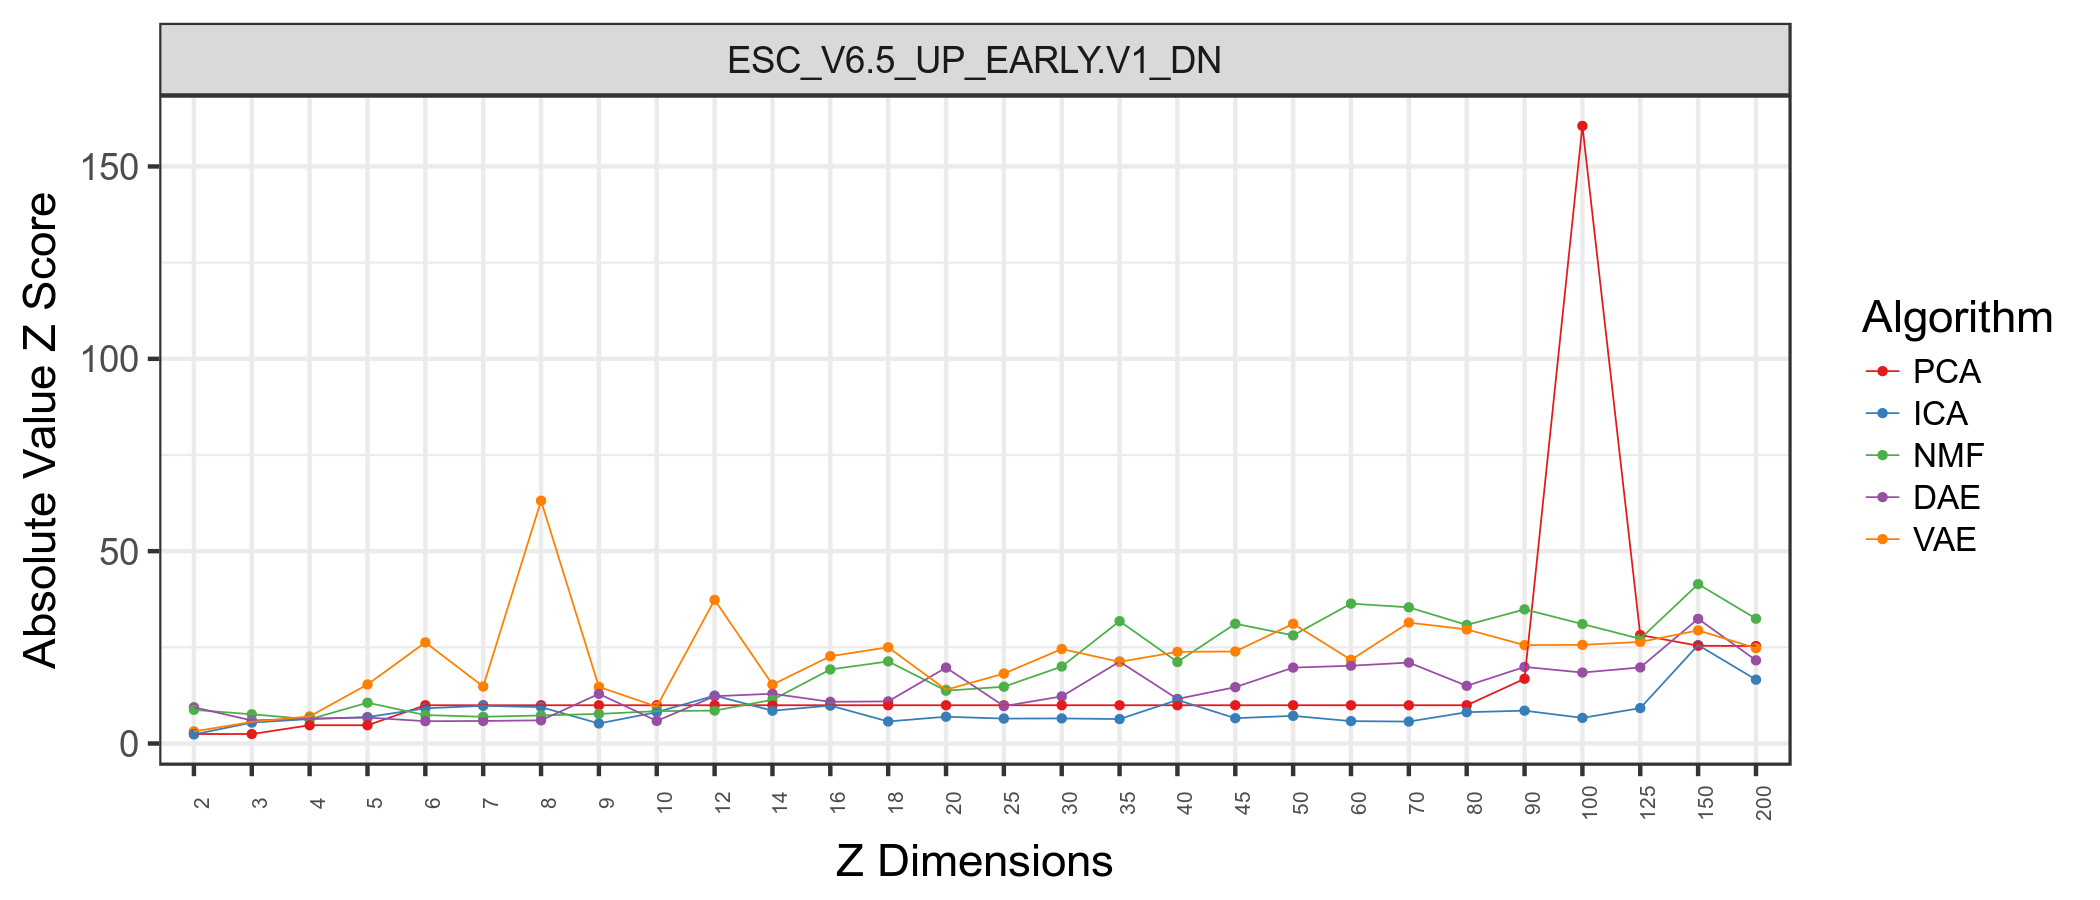 ESC_V6.5_UP_EARLY.V1_DN
Absolute Value Z Score
150
100
50
0
2 3 4 5 6 7 8 9 10 12 14 16 18 20 25 30 35 40 45 50 60 70 80 90 100 125 150 200
Z Dimensions
Algorithm
PCA
ICA
NMF
DAE
VAE